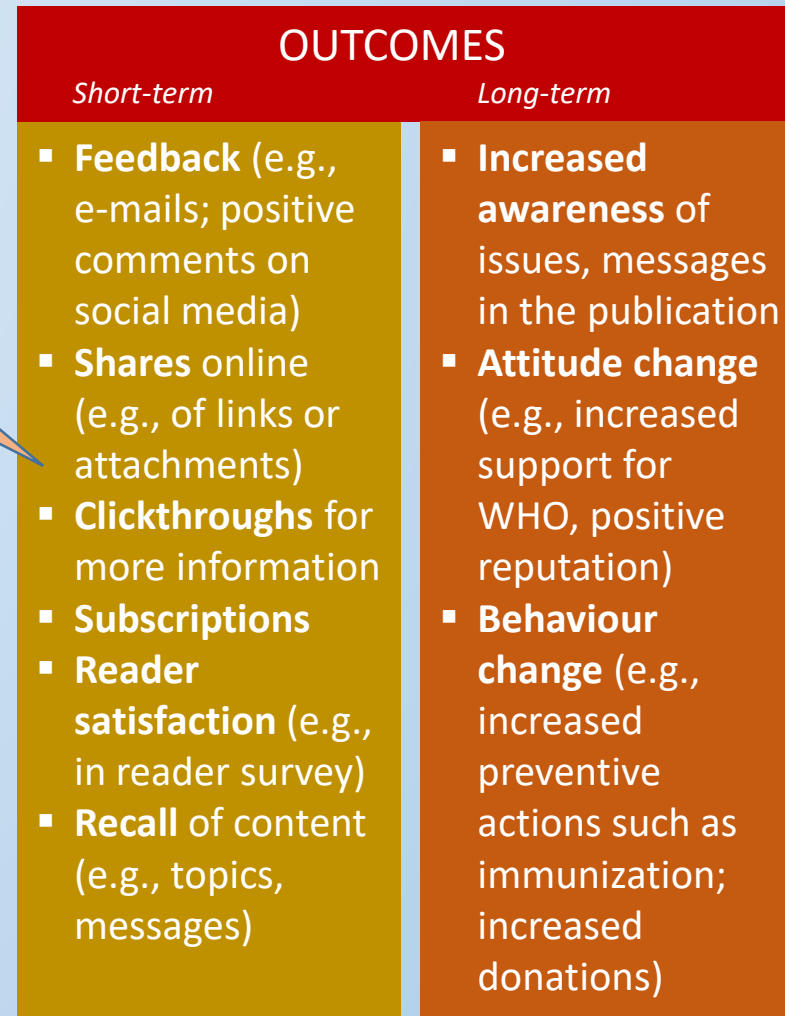 OUTCOMES
Short-term
Long-term
▪ Feedback (e.g.,
e-mails; positive
comments on
social media)
▪ Shares online
(e.g., of links or
attachments)
▪ Clickthroughs for
more information
▪ Subscriptions
▪ Reader
satisfaction (e.g.,
in reader survey)
▪ Recall of content
(e.g., topics,
messages)
▪ Increased
awareness of
issues, messages
in the publication
▪ Attitude change
(e.g., increased
support for
WHO, positive
reputation)
▪ Behaviour
change (e.g.,
increased
preventive
actions such as
immunization;
increased
donations)